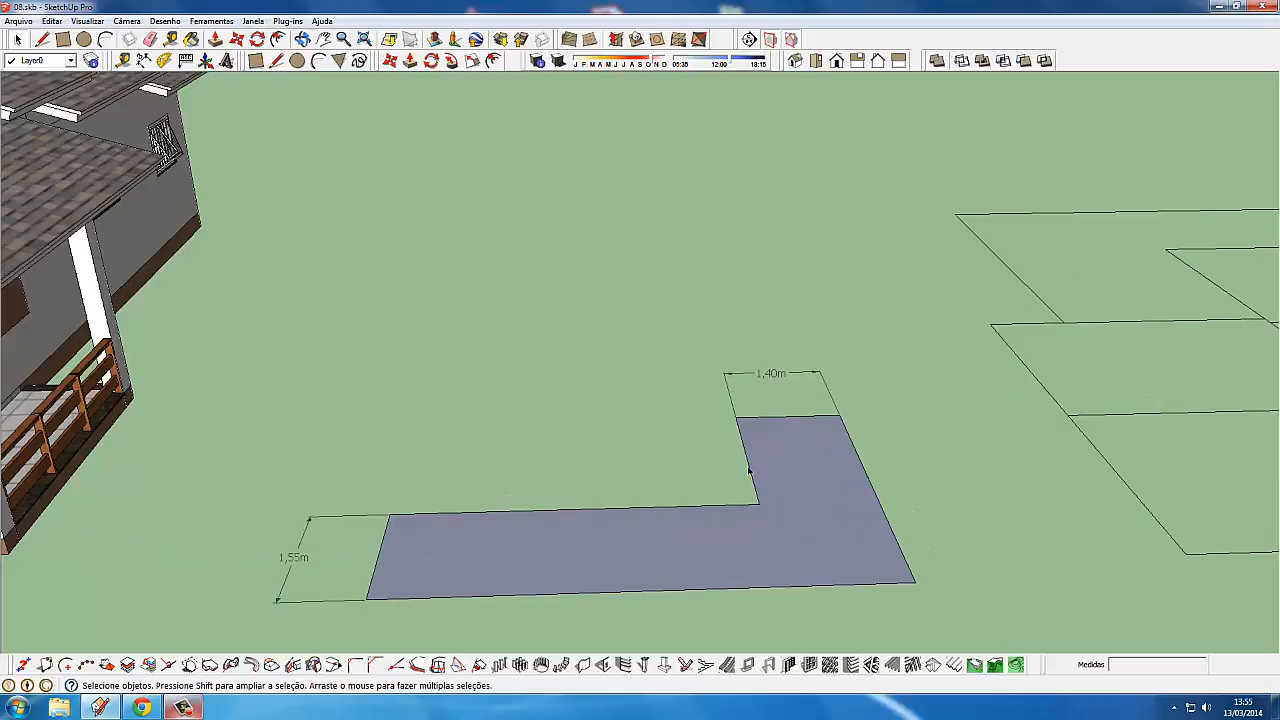 08.skb - SketchUp Pro
Arquivo Editar Visualizar Câmera Desenho Ferramentas Janela Plug-ins Ajuda
Layer0
J F M A M J J A S O N D
05:36 12:00 18:15
1,40m
1,55m
Medidas
Selecione objetos. Pressione Shift para ampliar a seleção. Arraste o mouse para fazer múltiplas seleções.
13:55
13/03/2014